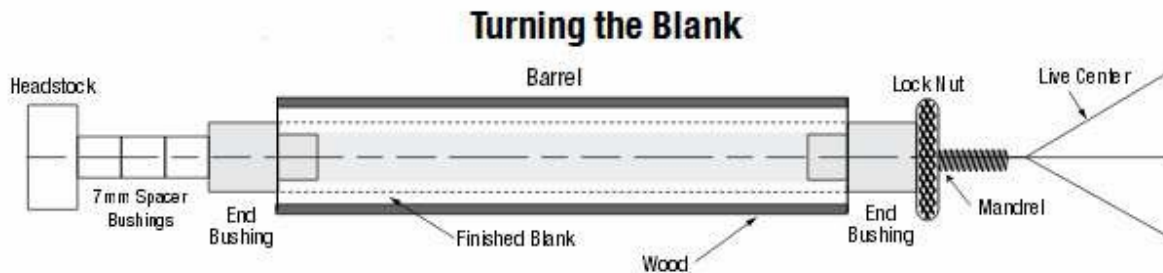 Turning the Blank
Headstock
Barrel
Lock Nut
Live Center
7mm Spacer
Bushings
End
Bushing
Finished Blank
Wood
End
Bushing
Mandrel